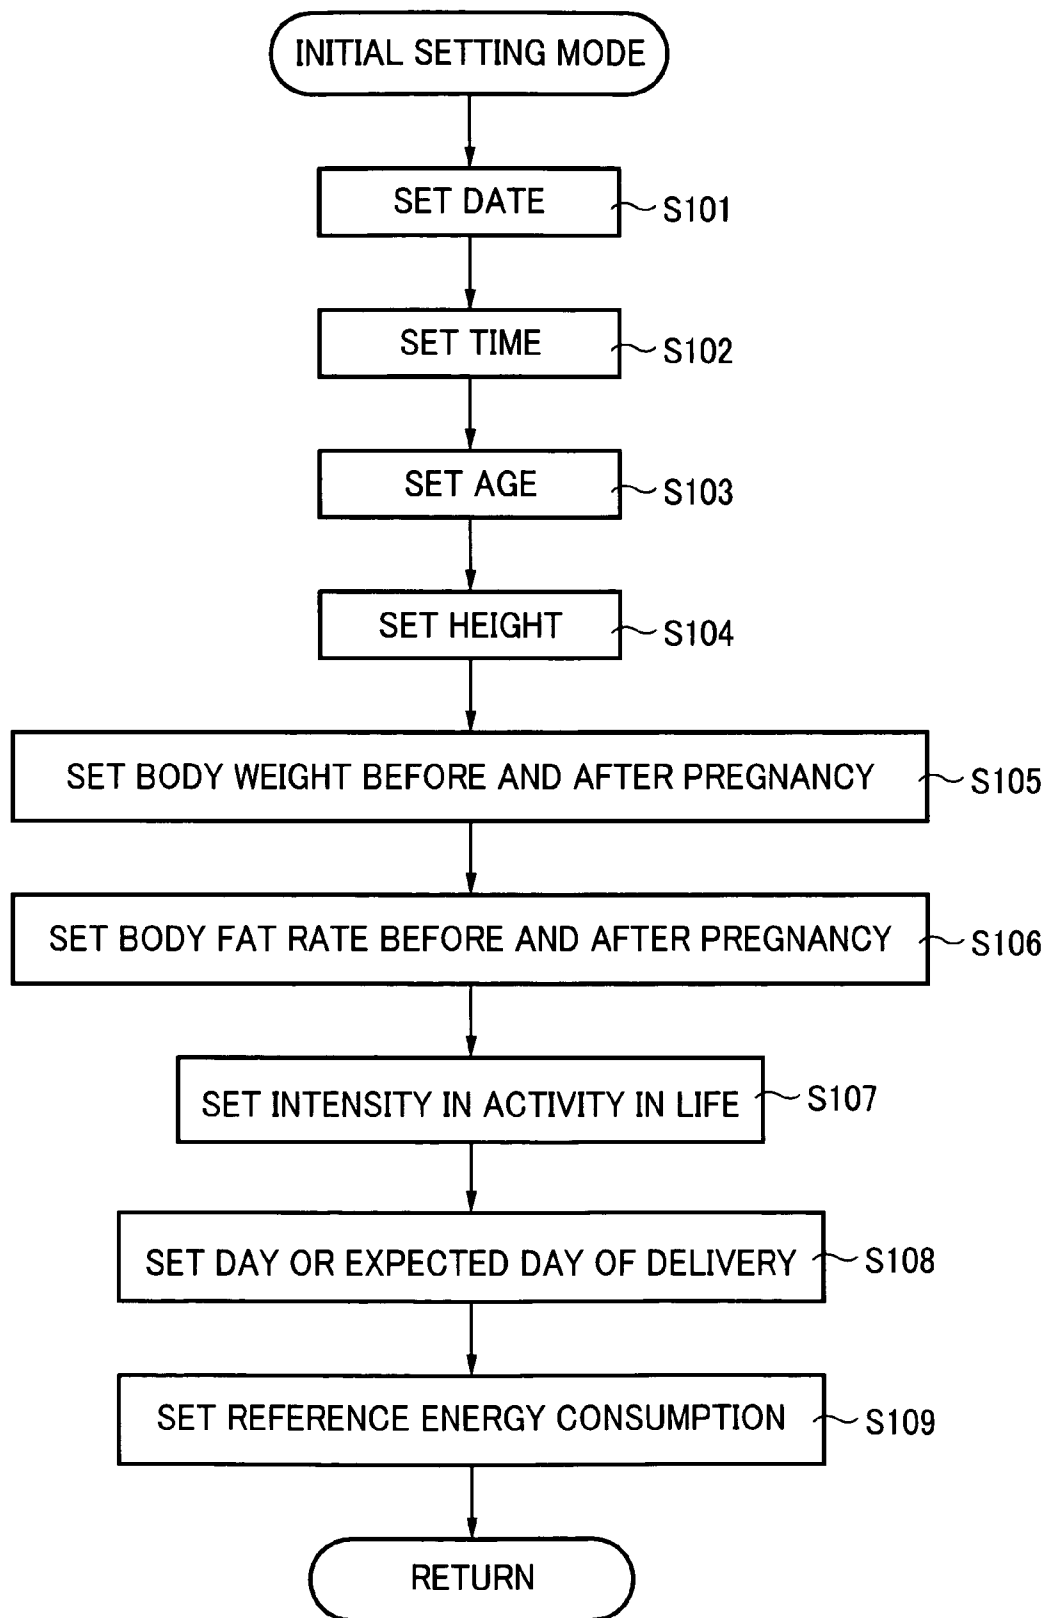 INITIAL SETTING MODE
SET DATE
S101
SET TIME
S102
SET AGE
S103
SET HEIGHT
S104
SET BODY WEIGHT BEFORE AND AFTER PREGNANCY
S105
SET BODY FAT RATE BEFORE AND AFTER PREGNANCY
S106
SET INTENSITY IN ACTIVITY IN LIFE
S107
SET DAY OR EXPECTED DAY OF DELIVERY
S108
SET REFERENCE ENERGY CONSUMPTION
S109
RETURN